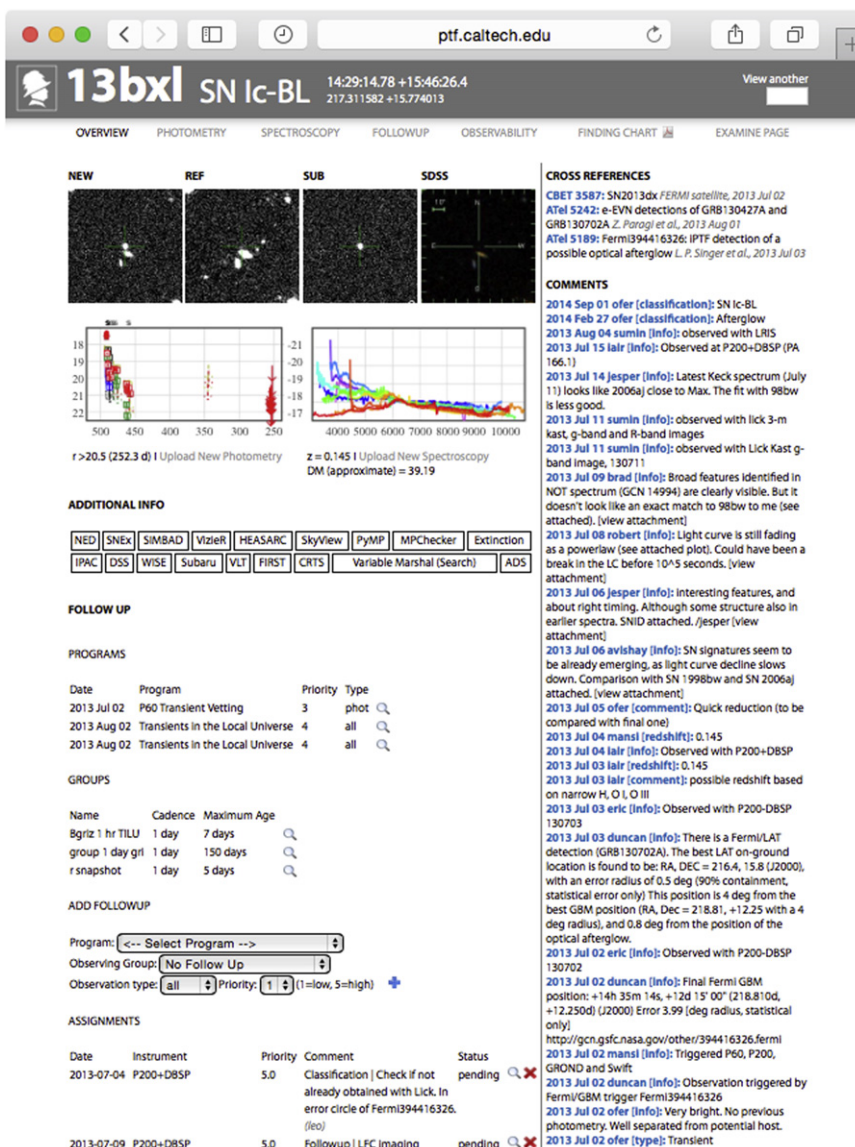 ptf.caltech.edu
13bxl SN Ic-BL
14:29:14.78 +15:46:26.4
217.311582 +15.774013
View another
OVERVIEW PHOTOMETRY SPECTROSCOPY FOLLOWUP OBSERVABILITY FINDING CHART EXAMINE PAGE
NEW REF SUB SDSS
10"
N
E W
S
18 19 20 21 22
500 450 400 350 300 250
-21 -20 -19 -18 -17
4000 5000 6000 7000 8000 9000 10000
r >20.5 (252.3 d) | Upload New Photometry
z = 0.145 | Upload New Spectroscopy
DM (approximate) = 39.19
ADDITIONAL INFO
NED SNEx SIMBAD VizieR HEASARC SkyView PyMP MPChecker Extinction
IPAC DSS WISE Subaru VLT FIRST CRTS Variable Marshal (Search) ADS
FOLLOW UP
PROGRAMS
Date Program Priority Type
2013 Jul 02 P60 Transient Vetting 3 phot
2013 Aug 02 Transients in the Local Universe 4 all
2013 Aug 02 Transients in the Local Universe 4 all
GROUPS
Name Cadence Maximum Age
Bgriz 1 hr TILU 1 day 7 days
group 1 day gri 1 day 150 days
r snapshot 1 day 5 days
ADD FOLLOWUP
Program: <-- Select Program -->
Observing Group: No Follow Up
Observation type: all Priority: 1 (1=low, 5=high)
ASSIGNMENTS
Date Instrument Priority Comment Status
2013-07-04 P200+DBSP 5.0 Classification | Check if not pending
already obtained with Lick. In
error circle of Fermi394416326.
(leo)
2013-07-09 P200+DBSP 5.0 Followup | LFC Imaging pending
CROSS REFERENCES
CBET 3587: SN2013dx FERMI satellite, 2013 Jul 02
ATel 5242: e-EVN detections of GRB130427A and
GRB130702A Z. Paragi et al., 2013 Aug 01
ATel 5189: Fermi394416326: iPTF detection of a
possible optical afterglow L. P. Singer et al., 2013 Jul 03
COMMENTS
2014 Sep 01 ofer [classification]: SN Ic-BL
2014 Feb 27 ofer [classification]: Afterglow
2013 Aug 04 sumin [info]: observed with LRIS
2013 Jul 15 iair [info]: Observed at P200+DBSP (PA
166.1)
2013 Jul 14 jesper [info]: Latest Keck spectrum (July
11) looks like 2006aj close to Max. The fit with 98bw
is less good.
2013 Jul 11 sumin [info]: observed with lick 3-m
kast, g-band and R-band images
2013 Jul 11 sumin [info]: observed with Lick Kast g-
band image, 130711
2013 Jul 09 brad [info]: Broad features identified in
NOT spectrum (GCN 14994) are clearly visible. But it
doesn't look like an exact match to 98bw to me (see
attached). [view attachment]
2013 Jul 08 robert [info]: Light curve is still fading
as a powerlaw (see attached plot). Could have been a
break in the LC before 10^5 seconds. [view
attachment]
2013 Jul 06 jesper [info]: Interesting features, and
about right timing. Although some structure also in
earlier spectra. SNID attached. /jesper [view
attachment]
2013 Jul 06 avishay [info]: SN signatures seem to
be already emerging, as light curve decline slows
down. Comparison with SN 1998bw and SN 2006aj
attached. [view attachment]
2013 Jul 05 ofer [comment]: Quick reduction (to be
compared with final one)
2013 Jul 04 mansi [redshift]: 0.145
2013 Jul 04 iair [info]: Observed with P200+DBSP
2013 Jul 03 iair [redshift]: 0.145
2013 Jul 03 iair [comment]: possible redshift based
on narrow H, O I, O III
2013 Jul 03 eric [info]: Observed with P200-DBSP
130703
2013 Jul 03 duncan [info]: There is a Fermi/LAT
detection (GRB130702A). The best LAT on-ground
location is found to be: RA, DEC = 216.4, 15.8 (J2000),
with an error radius of 0.5 deg (90% containment,
statistical error only) This position is 4 deg from the
best GBM position (RA, Dec = 218.81, +12.25 with a 4
deg radius), and 0.8 deg from the position of the
optical afterglow.
2013 Jul 02 eric [info]: Observed with P200-DBSP
130702
2013 Jul 02 duncan [info]: Final Fermi GBM
position: +14h 35m 14s, +12d 15' 00" (218.810d,
+12.250d) (J2000) Error 3.99 [deg radius, statistical
only]
http://gcn.gsfc.nasa.gov/other/394416326.fermi
2013 Jul 02 mansi [info]: Triggered P60, P200,
GROND and Swift
2013 Jul 02 duncan [info]: Observation triggered by
Fermi/GBM trigger Fermi394416326
2013 Jul 02 ofer [info]: Very bright. No previous
photometry. Well separated from potential host.
2013 Jul 02 ofer [type]: Transient